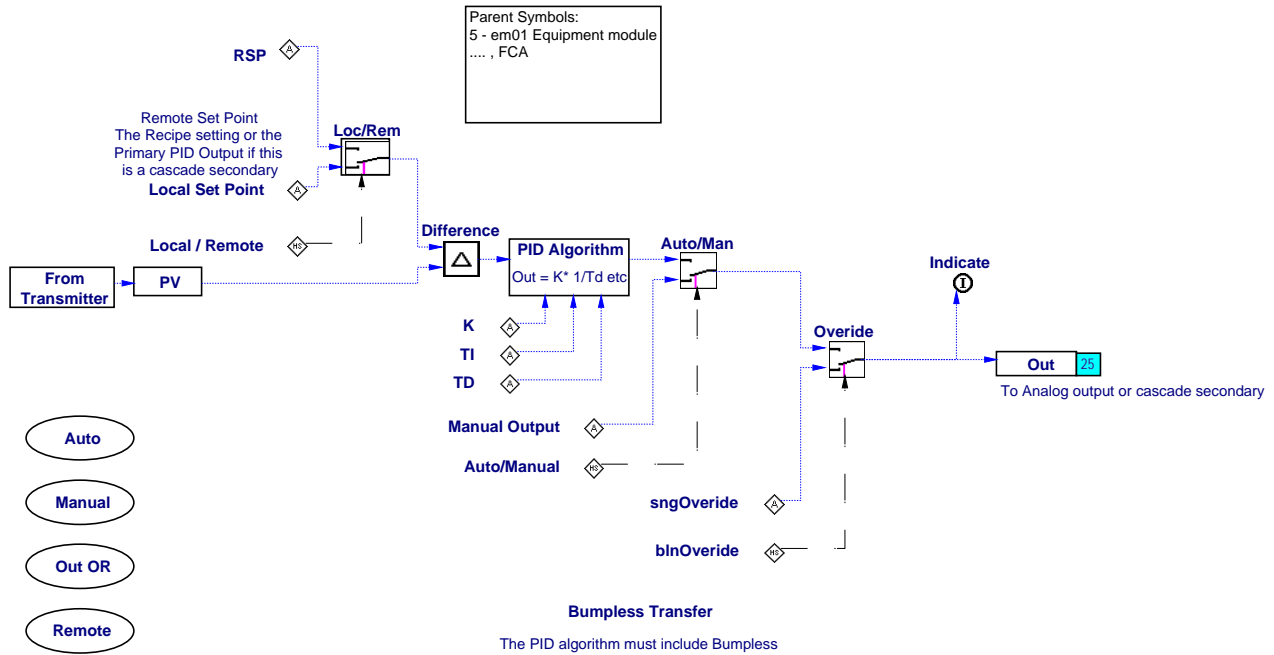 Parent Symbols:
5 - em01 Equipment module
.... , FCA
RSP
A
Remote Set Point
The Recipe setting or the
Primary PID Output if this
is a cascade secondary
Loc/Rem
Local Set Point
A
Local / Remote
HS
From
Transmitter
PV
Difference
Δ
PID Algorithm
Out = K* 1/Td etc
Auto/Man
K
A
TI
A
TD
A
Manual Output
A
Auto/Manual
HS
Overide
Indicate
I
Out
25
To Analog output or cascade secondary
sngOveride
A
blnOveride
HS
Auto
Manual
Out OR
Remote
Bumpless Transfer
The PID algorithm must include Bumpless